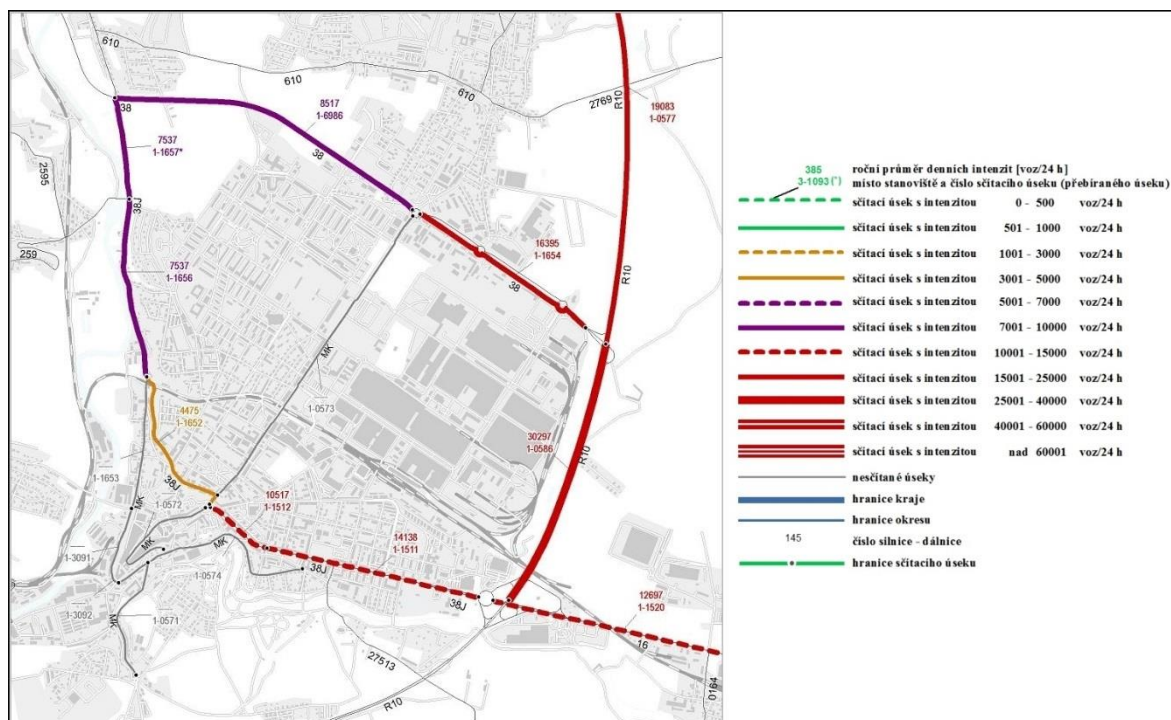 610
610
610
2769
R10
19083
1-0577
38
8517
1-6986
7537
1-1657*
38
2595
38J
259
7537
1-1656
16395
1-1654
38
R10
MK
1-0573
4475
1-1652
30297
1-0586
R10
1-1653
38J
MK
1-0572
10517
1-1512
14138
1-1511
MK
1-3091
1-0574
38J
38J
12697
1-1520
1-3092
MK
1-0571
16
27513
R10
0164
385
3-1093 (*)
roční průměr denních intenzit [voz/24 h]
místo stanoviště a číslo sčítacího úseku (přebíraného úseku)
sčítací úsek s intenzitou 0 - 500 voz/24 h
sčítací úsek s intenzitou 501 - 1000 voz/24 h
sčítací úsek s intenzitou 1001 - 3000 voz/24 h
sčítací úsek s intenzitou 3001 - 5000 voz/24 h
sčítací úsek s intenzitou 5001 - 7000 voz/24 h
sčítací úsek s intenzitou 7001 - 10000 voz/24 h
sčítací úsek s intenzitou 10001 - 15000 voz/24 h
sčítací úsek s intenzitou 15001 - 25000 voz/24 h
sčítací úsek s intenzitou 25001 - 40000 voz/24 h
sčítací úsek s intenzitou 40001 - 60000 voz/24 h
sčítací úsek s intenzitou nad 60001 voz/24 h
nesčítané úseky
hranice kraje
hranice okresu
145 číslo silnice - dálnice
hranice sčítacího úseku